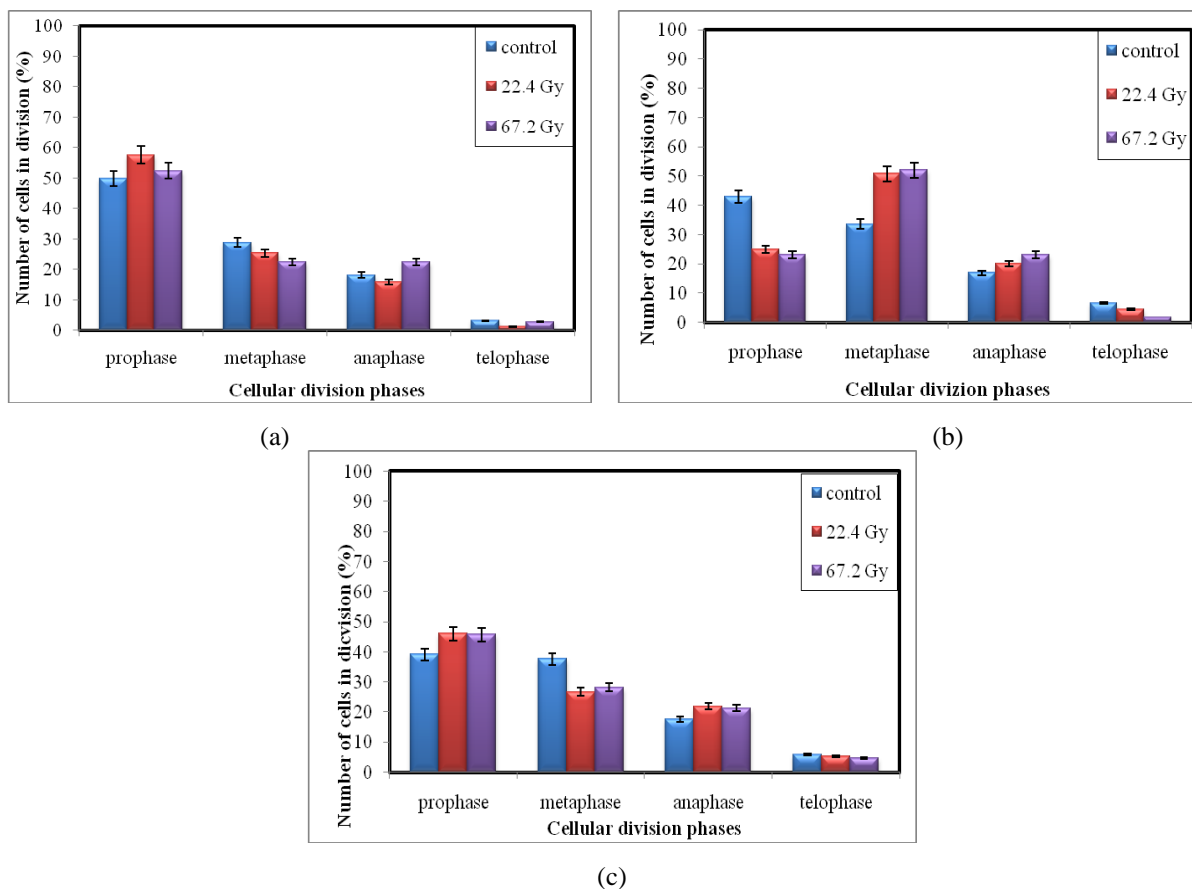 Number of cells in division (%)
100
90
80
70
60
50
40
30
20
10
0
control
22.4 Gy
67.2 Gy
prophase metaphase anaphase telophase
Cellular division phases
(a)
Number of cells in division (%)
100
90
80
70
60
50
40
30
20
10
0
control
22.4 Gy
67.2 Gy
prophase metaphase anaphase telophase
Cellular divizion phases
(b)
Number of cells in dicvision (%)
100
90
80
70
60
50
40
30
20
10
0
control
22.4 Gy
67.2 Gy
prophase metaphase anaphase telophase
Cellular division phases
(c)